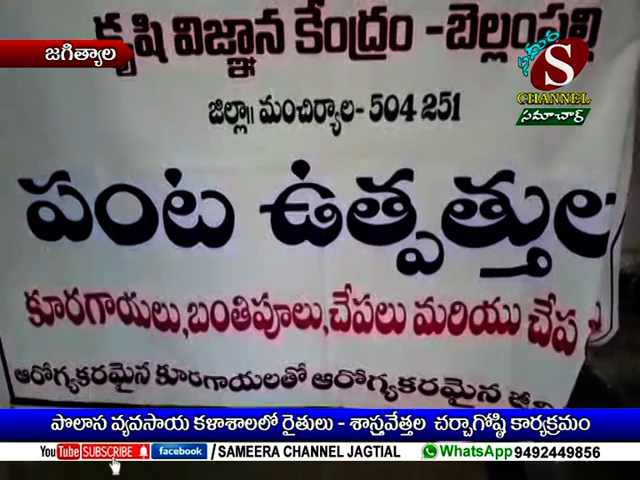 కృషి విజ్ఞాన కేంద్రం -బెల్లంపల్లి
జగిత్యాల
సమీర
S
CHANNEL
సమాచార్
జిల్లా|| మంచిర్యాల- 504 251
పంట ఉత్పత్తుల
కూరగాయలు,బంతిపూలు,చేపలు మరియు చేప
ఆరోగ్యకరమైన కూరగాయలతో ఆరోగ్యకరమైన
పొలాస వ్యవసాయ కళాశాలలో రైతులు - శాస్త్రవేత్తల చర్చాగోష్ఠి కార్యక్రమం
YouTube SUBSCRIBE facebook / SAMEERA CHANNEL JAGTIAL WhatsApp 9492449856